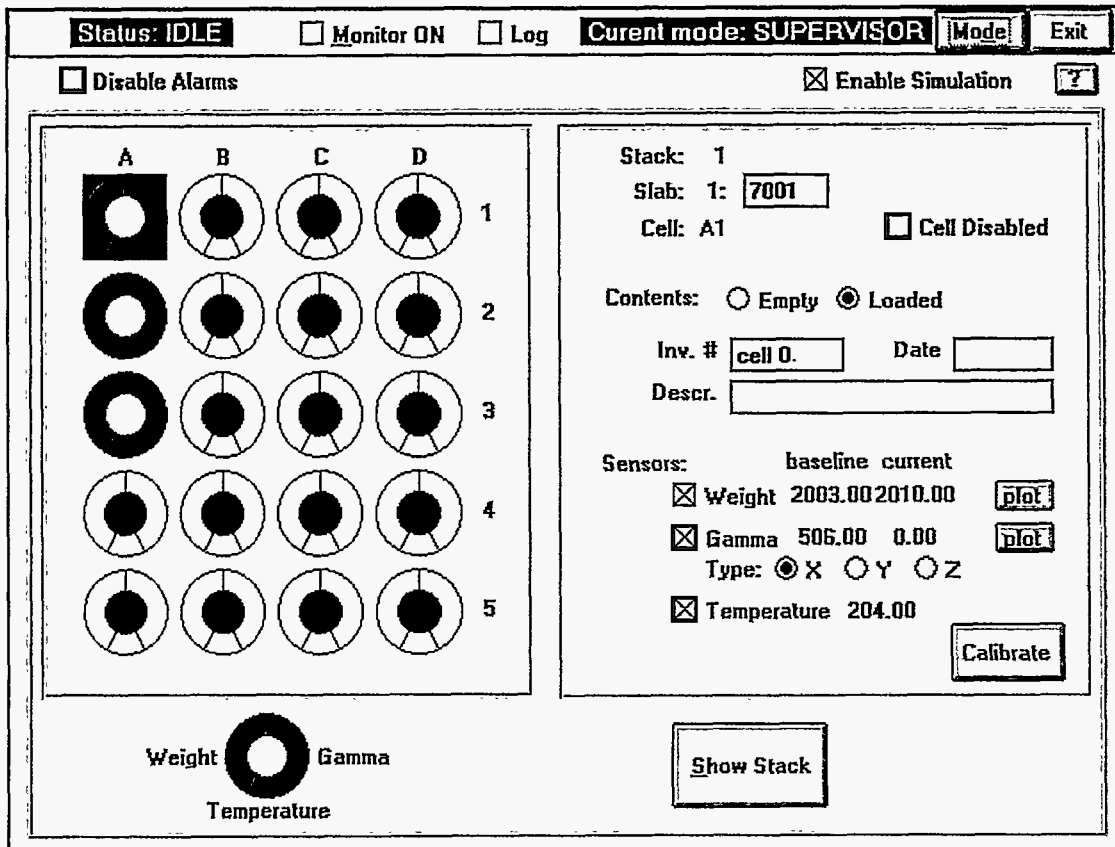 Status: IDLE Monitor ON Log Curent mode: SUPERVISOR Mode Exit
Disable Alarms Enable Simulation ?
A B C D
1
2
3
4
5
Weight Gamma
Temperature
Stack: 1
Slab: 1: 7001
Cell: A1 Cell Disabled
Contents: Empty Loaded
Inv. # cell 0. Date
Descr.
Sensors: baseline current
Weight 2003.00 2010.00 plot
Gamma 506.00 0.00 plot
Type: X Y Z
Temperature 204.00
Calibrate
Show Stack